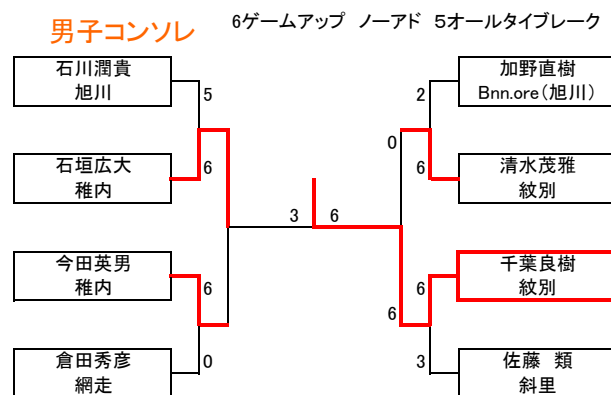 男子コンソレ
6ゲームアップ ノーアド 5オールタイブレーク
石川潤貴
旭川
5
石垣広大
稚内
6
今田英男
稚内
6
倉田秀彦
網走
0
3
6
加野直樹
Bnn.ore(旭川)
2
0
清水茂雅
紋別
6
千葉良樹
紋別
6
6
佐藤 類
斜里
3